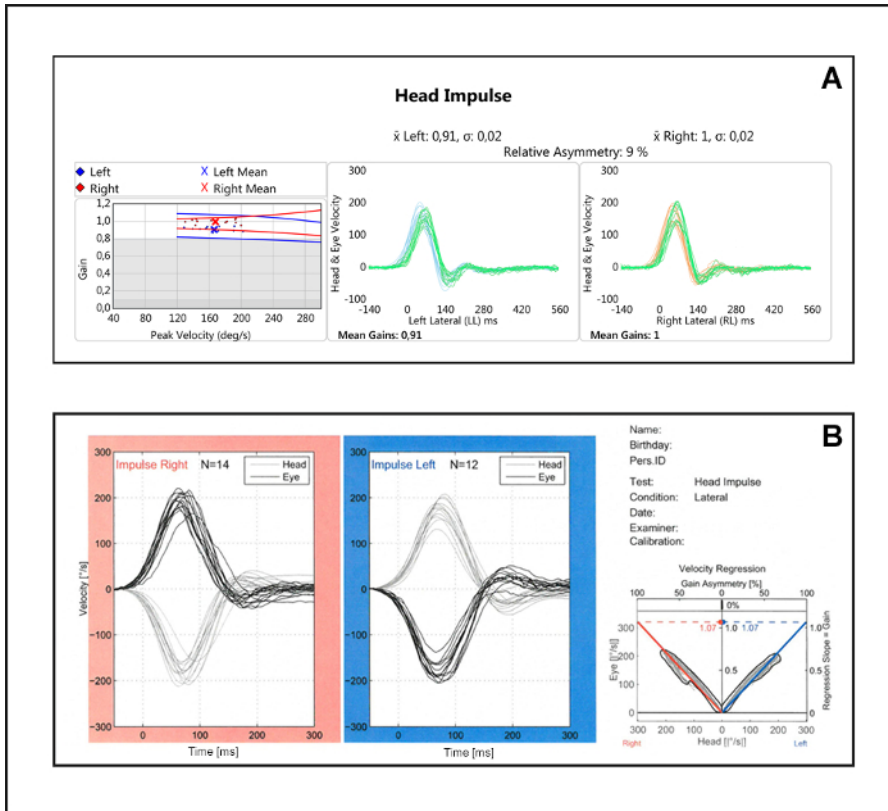 A
Head Impulse
x̄ Left: 0,91, σ: 0,02
x̄ Right: 1, σ: 0,02
Relative Asymmetry: 9 %
Left
Left Mean
Right
Right Mean
Gain
1,2
1,0
0,8
0,6
0,4
0,2
0,0
40 80 120 160 200 240 280
Peak Velocity (deg/s)
Head & Eye Velocity
300
200
100
0
-100
-140 0 140 280 420 560
Left Lateral (LL) ms
Mean Gains: 0,91
Head & Eye Velocity
300
200
100
0
-100
-140 0 140 280 420 560
Right Lateral (RL) ms
Mean Gains: 1
B
Impulse Right N=14
Head
Eye
Velocity [°/s]
300
200
100
0
−100
−200
−300
0 100 200 300
Time [ms]
Impulse Left N=12
Head
Eye
300
200
100
0
−100
−200
−300
0 100 200 300
Time [ms]
Name:
Birthday:
Pers.ID
Test: Head Impulse
Condition: Lateral
Date:
Examiner:
Calibration:
Velocity Regression
Gain Asymmetry [%]
100 50 0 50 100
0%
1.07 1.0 1.07
Eye [|°/s|]
300
200
100
0
1.0
0.5
0.5
0
Regression Slope = Gain
300 200 100 0 100 200 300
Right Head [|°/s|] Left